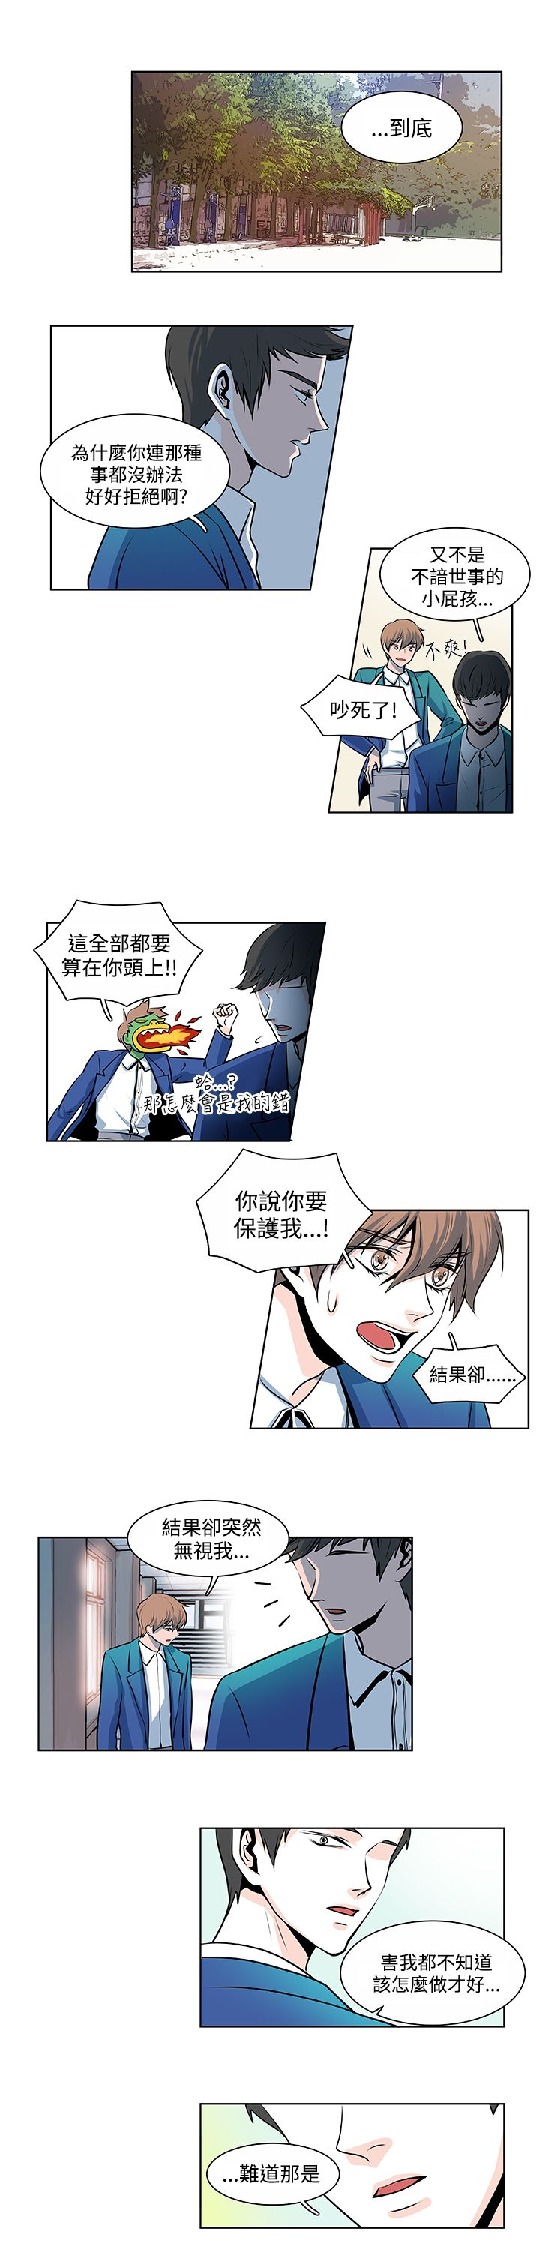 ...到底
為什麼你連那種
事都沒辦法
好好拒絕啊?
又不是
不諳世事的
小屁孩...
不爽!
吵死了!
這全部都要
算在你頭上!!
蛤...?
那怎麼會是我的錯
你說你要
保護我...!
結果卻......
結果卻突然
無視我...
害我都不知道
該怎麼做才好...
...難道那是